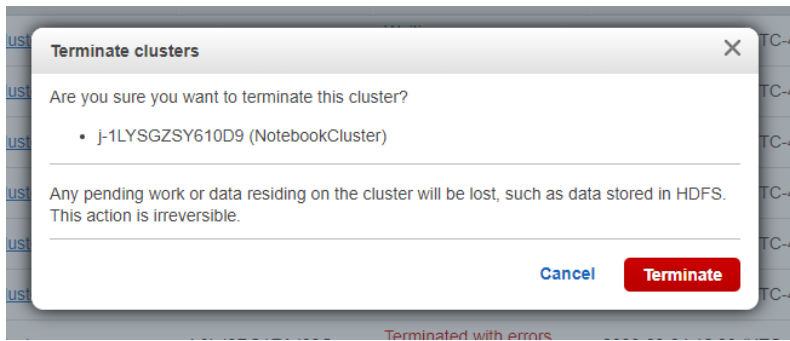 Terminate clusters
Are you sure you want to terminate this cluster?
• j-1LYSGZSY610D9 (NotebookCluster)
Any pending work or data residing on the cluster will be lost, such as data stored in HDFS.
This action is irreversible.
Cancel
Terminate
Terminated with errors